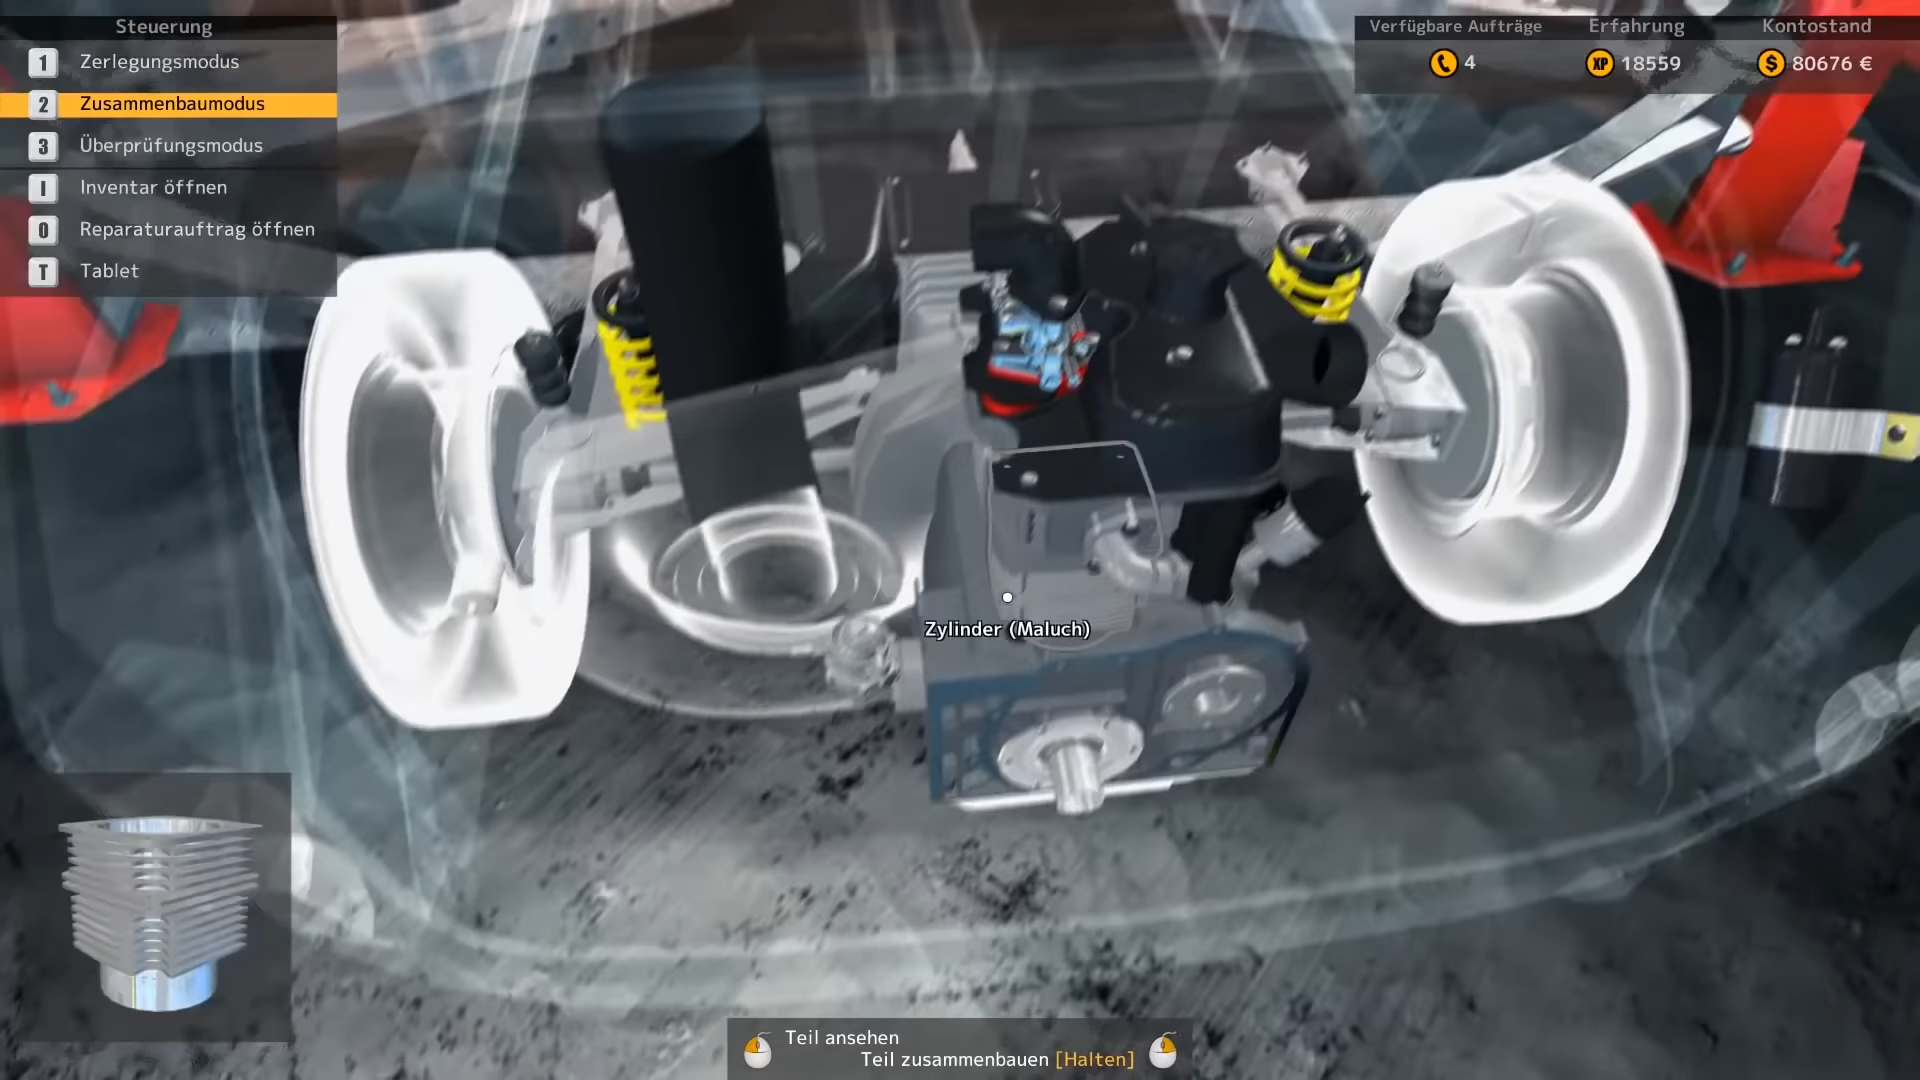 Steuerung
1 Zerlegungsmodus
2 Zusammenbaumodus
3 Überprüfungsmodus
I Inventar öffnen
O Reparaturauftrag öffnen
T Tablet
Verfügbare Aufträge Erfahrung Kontostand
4 XP 18559 $ 80676 €
Zylinder (Maluch)
Teil ansehen
Teil zusammenbauen [Halten]